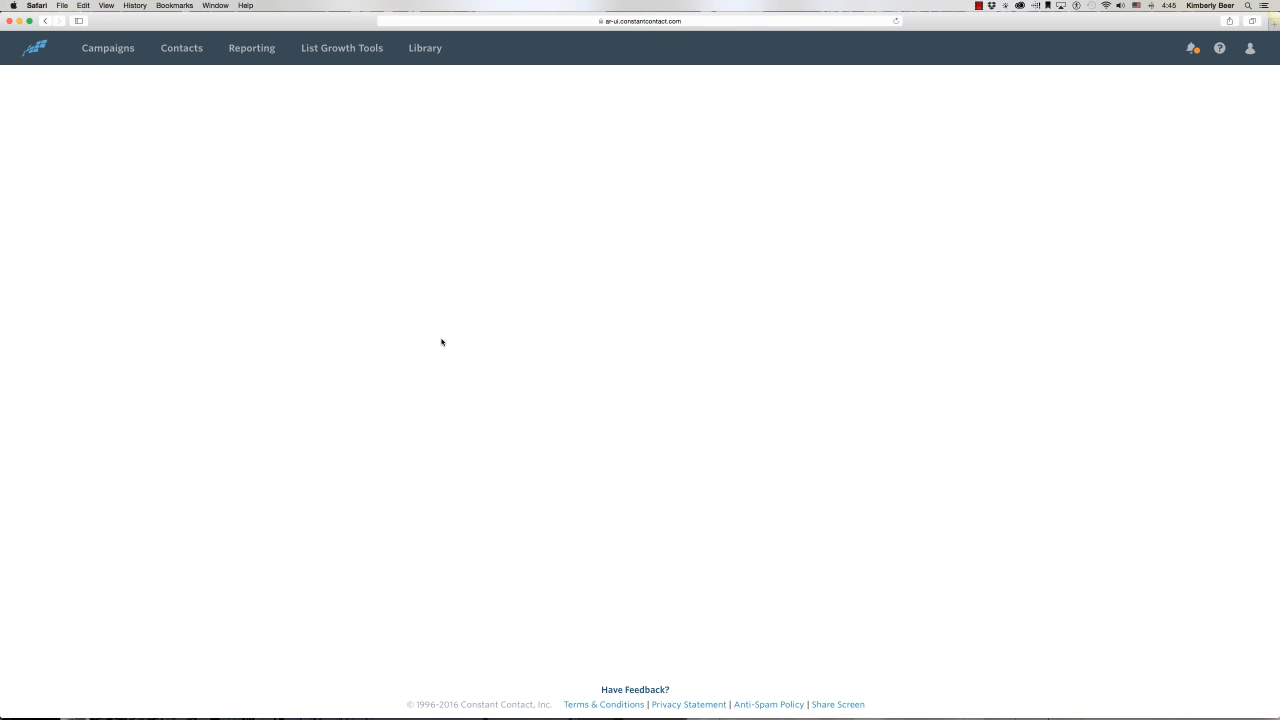 Safari File Edit View History Bookmarks Window Help 4:45 Kimberly Beer
ar-ui.constantcontact.com
Campaigns Contacts Reporting List Growth Tools Library
Have Feedback?
© 1996-2016 Constant Contact, Inc. Terms & Conditions | Privacy Statement | Anti-Spam Policy | Share Screen